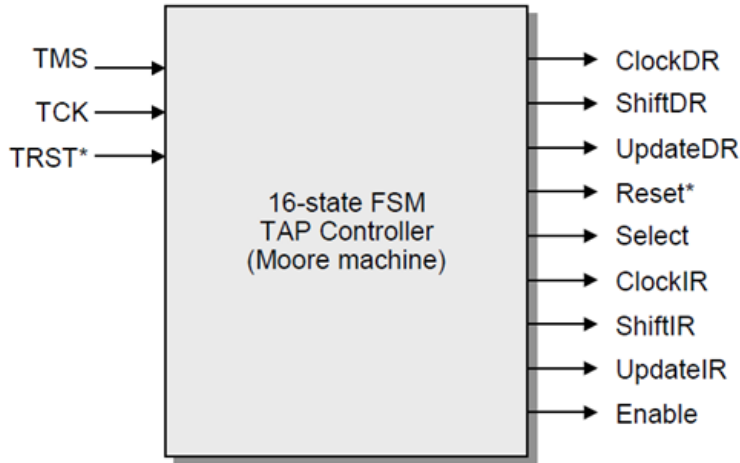 TMS
TCK
TRST*
16-state FSM
TAP Controller
(Moore machine)
ClockDR
ShiftDR
UpdateDR
Reset*
Select
ClockIR
ShiftIR
UpdateIR
Enable